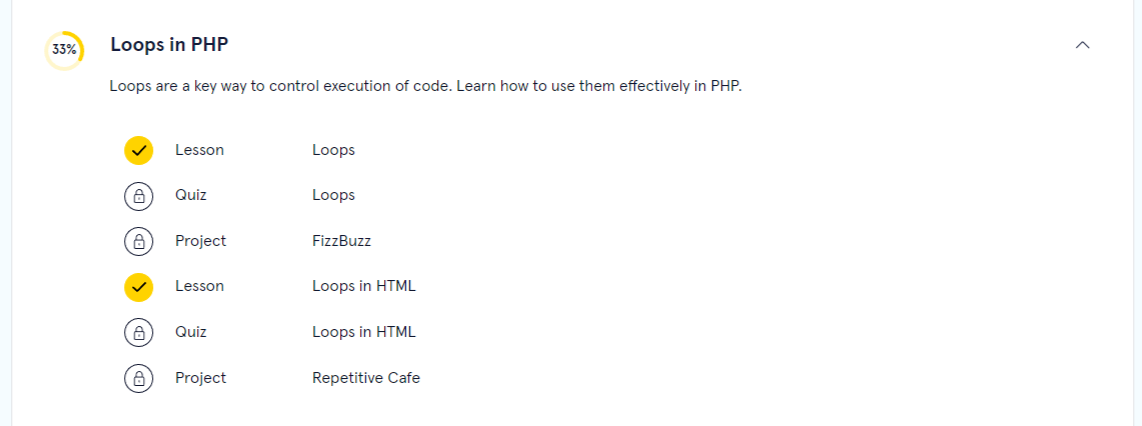 33% Loops in PHP
Loops are a key way to control execution of code. Learn how to use them effectively in PHP.
Lesson Loops
Quiz Loops
Project FizzBuzz
Lesson Loops in HTML
Quiz Loops in HTML
Project Repetitive Cafe